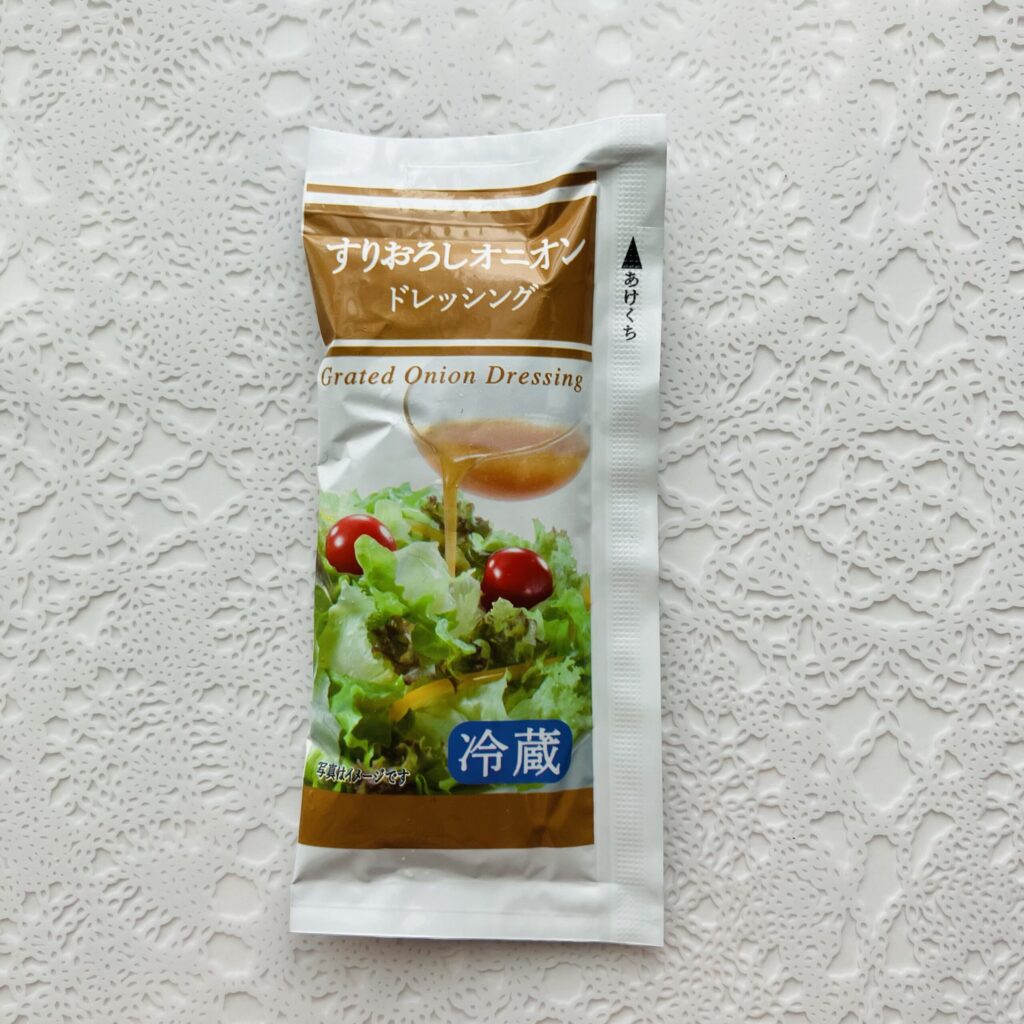 すりおろしオニオン
ドレッシング
Grated Onion Dressing
あけくち
冷蔵
写真はイメージです